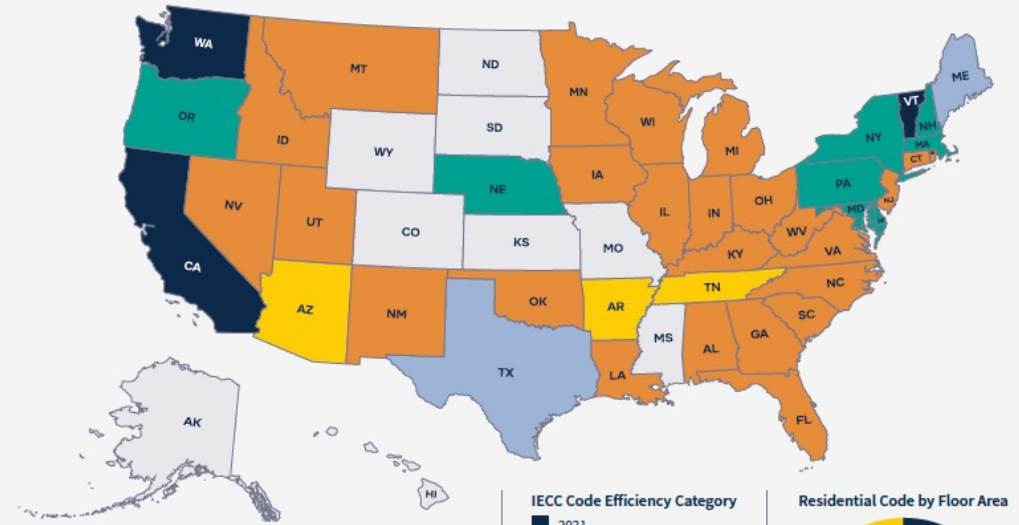 WA
MT
ND
MN
ME
VT
OR
ID
SD
WI
NH
NY
MA
WY
MI
CT
IA
PA
NE
NV
UT
IL
IN
OH
NJ
MD
CO
KS
MO
WV
VA
KY
CA
TN
NC
AZ
NM
OK
AR
SC
MS
AL
GA
TX
LA
FL
AK
HI
IECC Code Efficiency Category
2021
Residential Code by Floor Area